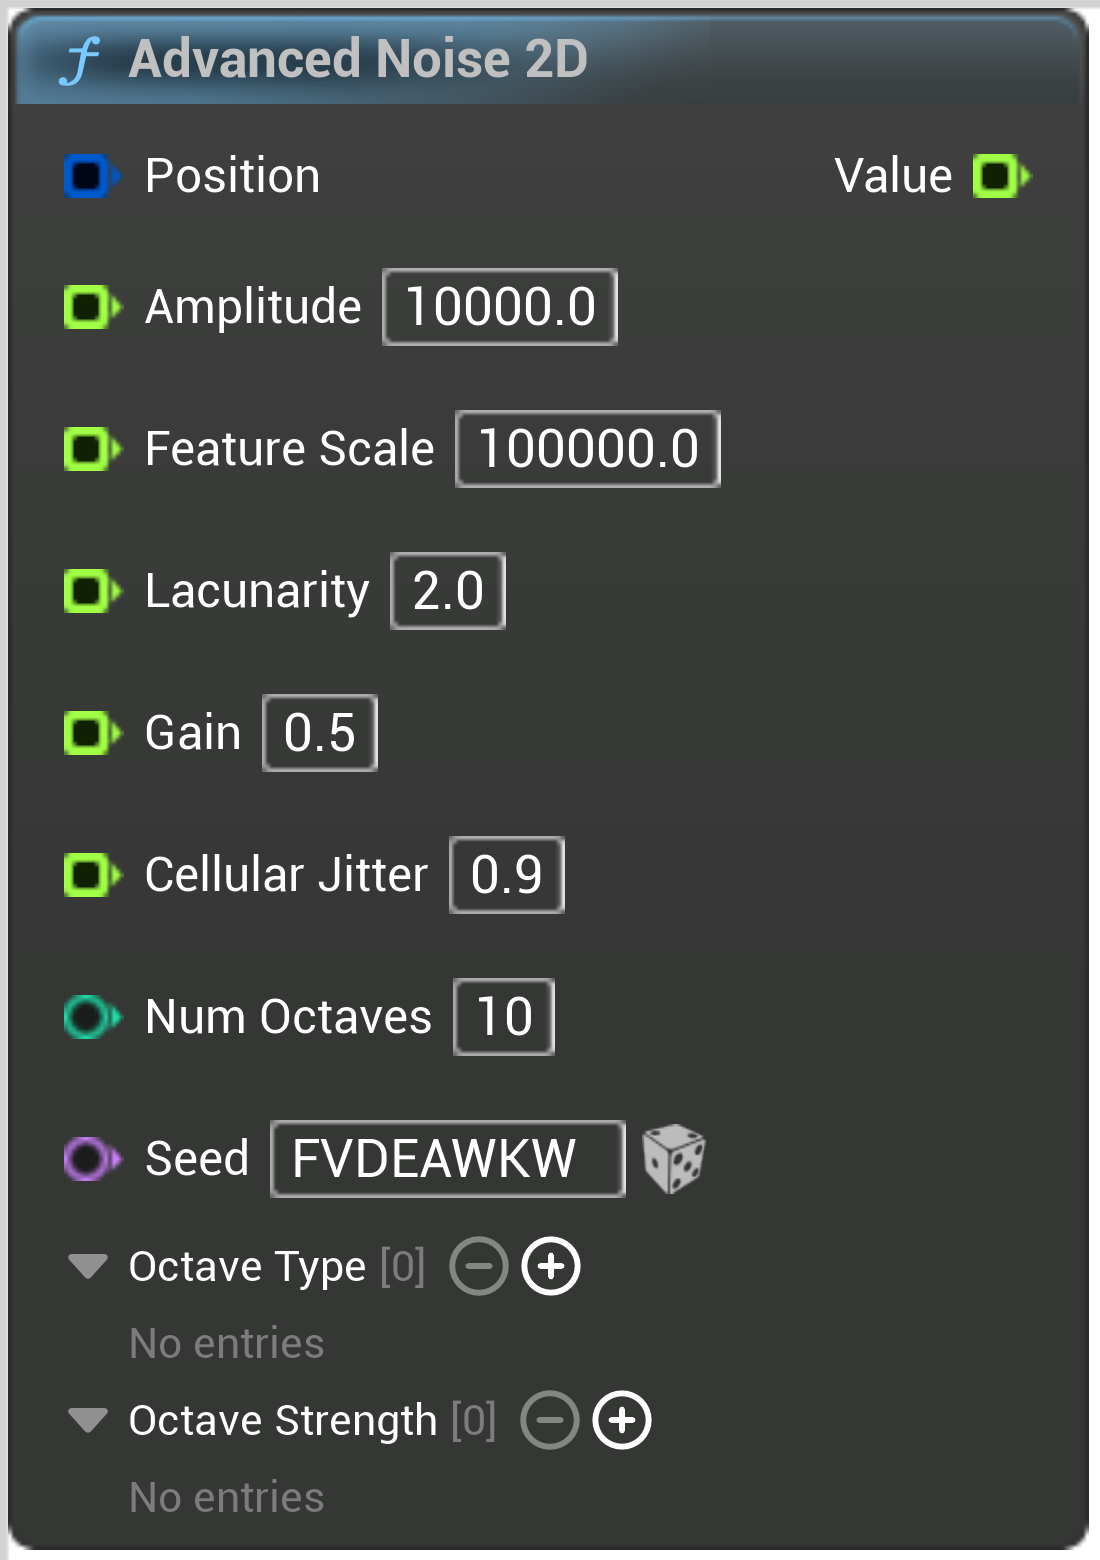 f Advanced Noise 2D
Position Value
Amplitude 10000.0
Feature Scale 100000.0
Lacunarity 2.0
Gain 0.5
Cellular Jitter 0.9
Num Octaves 10
Seed FVDEAWKW
Octave Type [0]
No entries
Octave Strength [0]
No entries